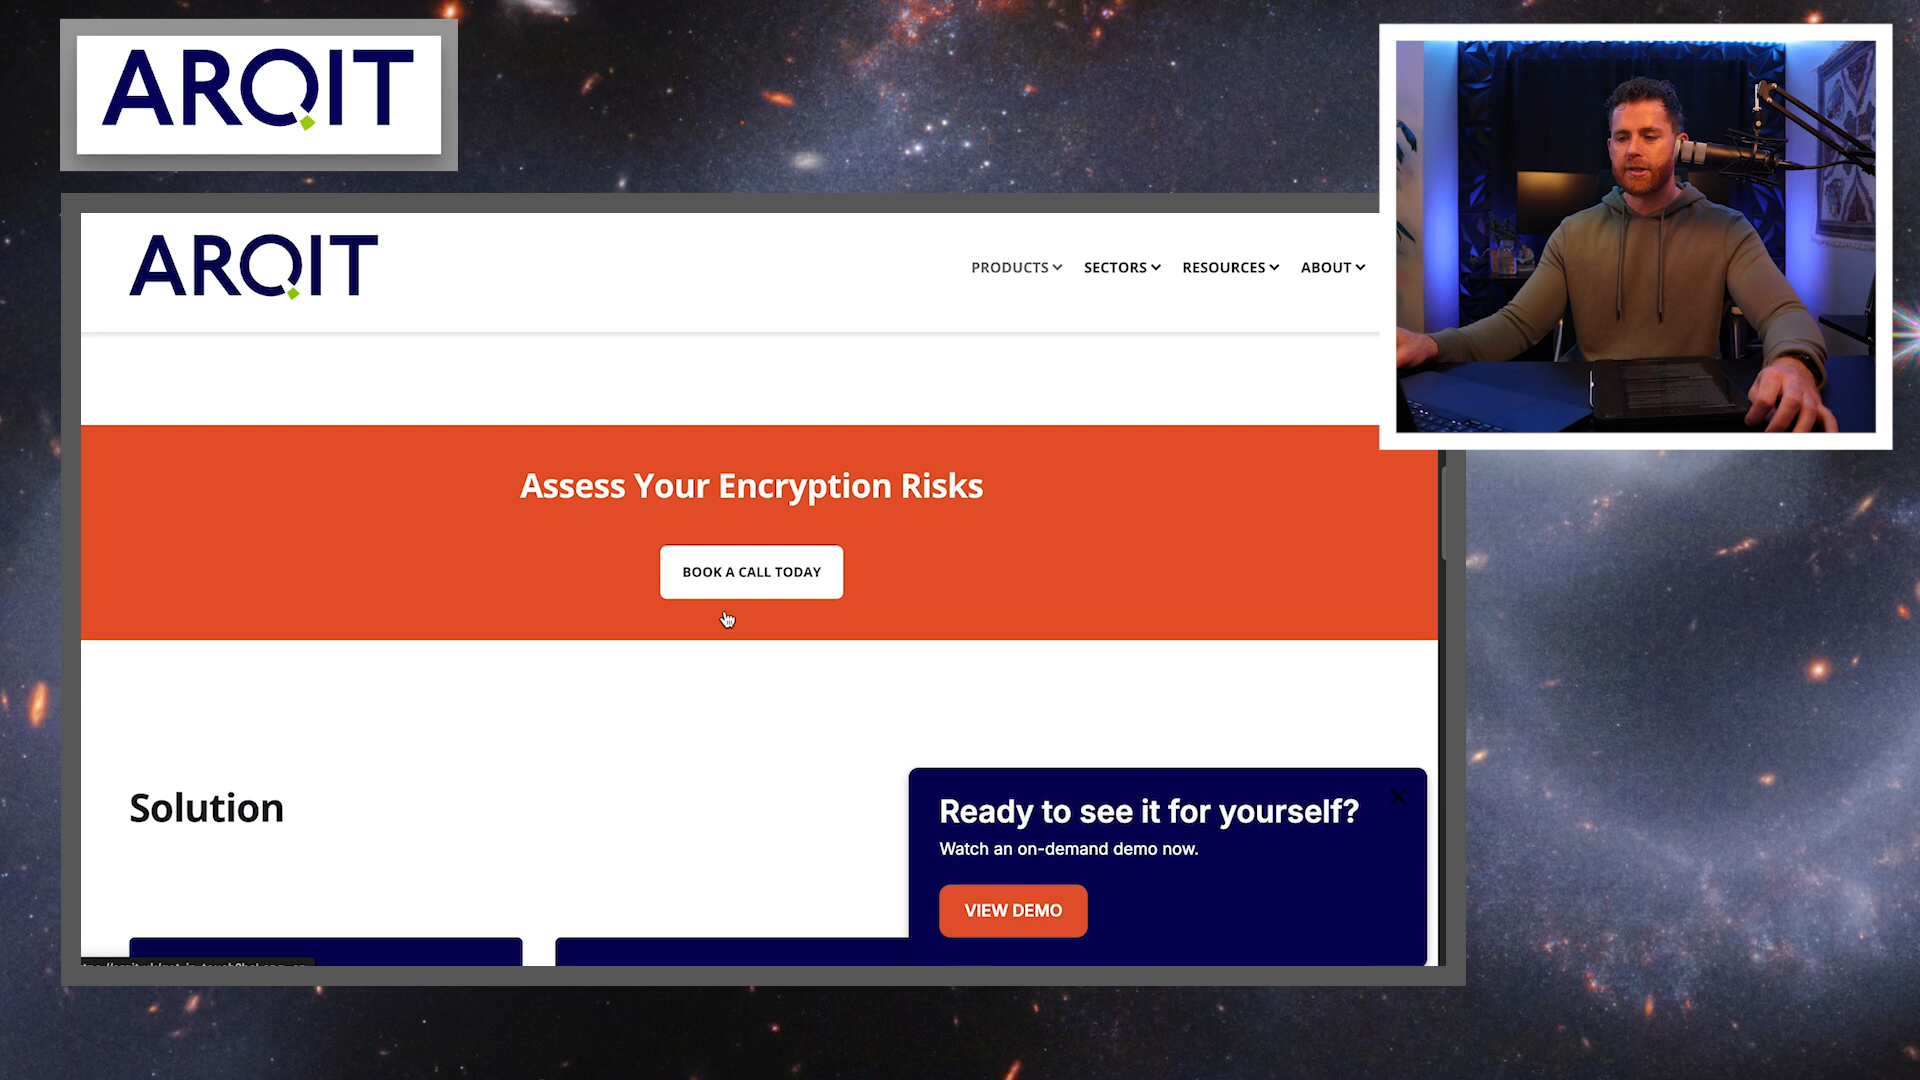 ARQIT
ARQIT
PRODUCTS
SECTORS
RESOURCES
ABOUT
Assess Your Encryption Risks
BOOK A CALL TODAY
Solution
Ready to see it for yourself?
Watch an on-demand demo now.
VIEW DEMO